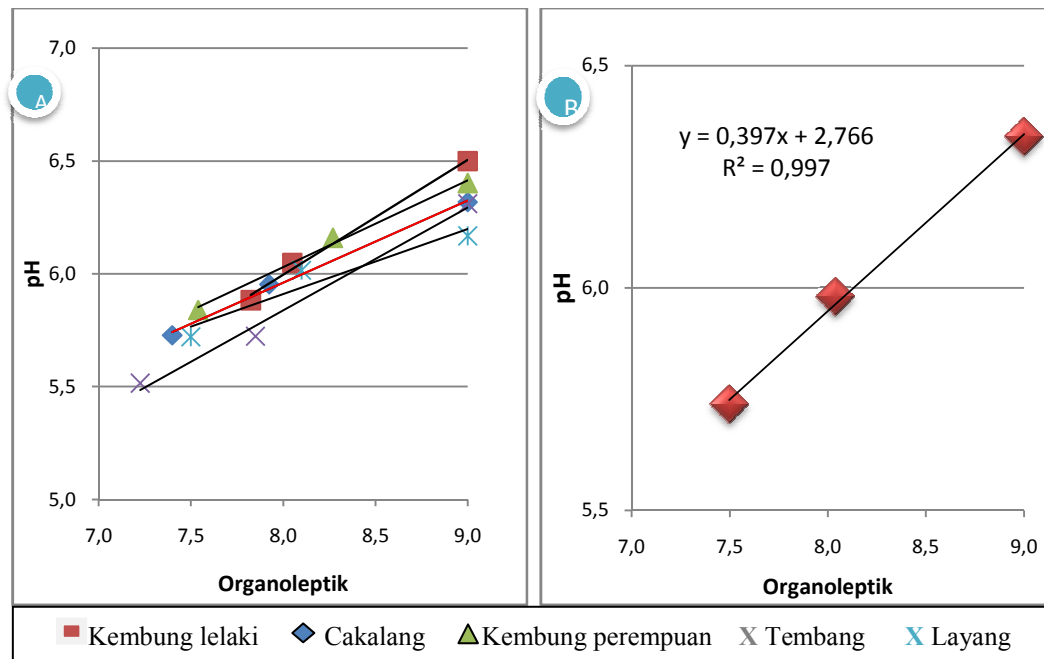 A
7,0
6,5
6,0
5,5
5,0
pH
7,0 7,5 8,0 8,5 9,0
Organoleptik
B
6,5
6,0
5,5
pH
y = 0,397x + 2,766
R² = 0,997
7,0 7,5 8,0 8,5 9,0
Organoleptik
Kembung lelaki Cakalang Kembung perempuan X Tembang X Layang